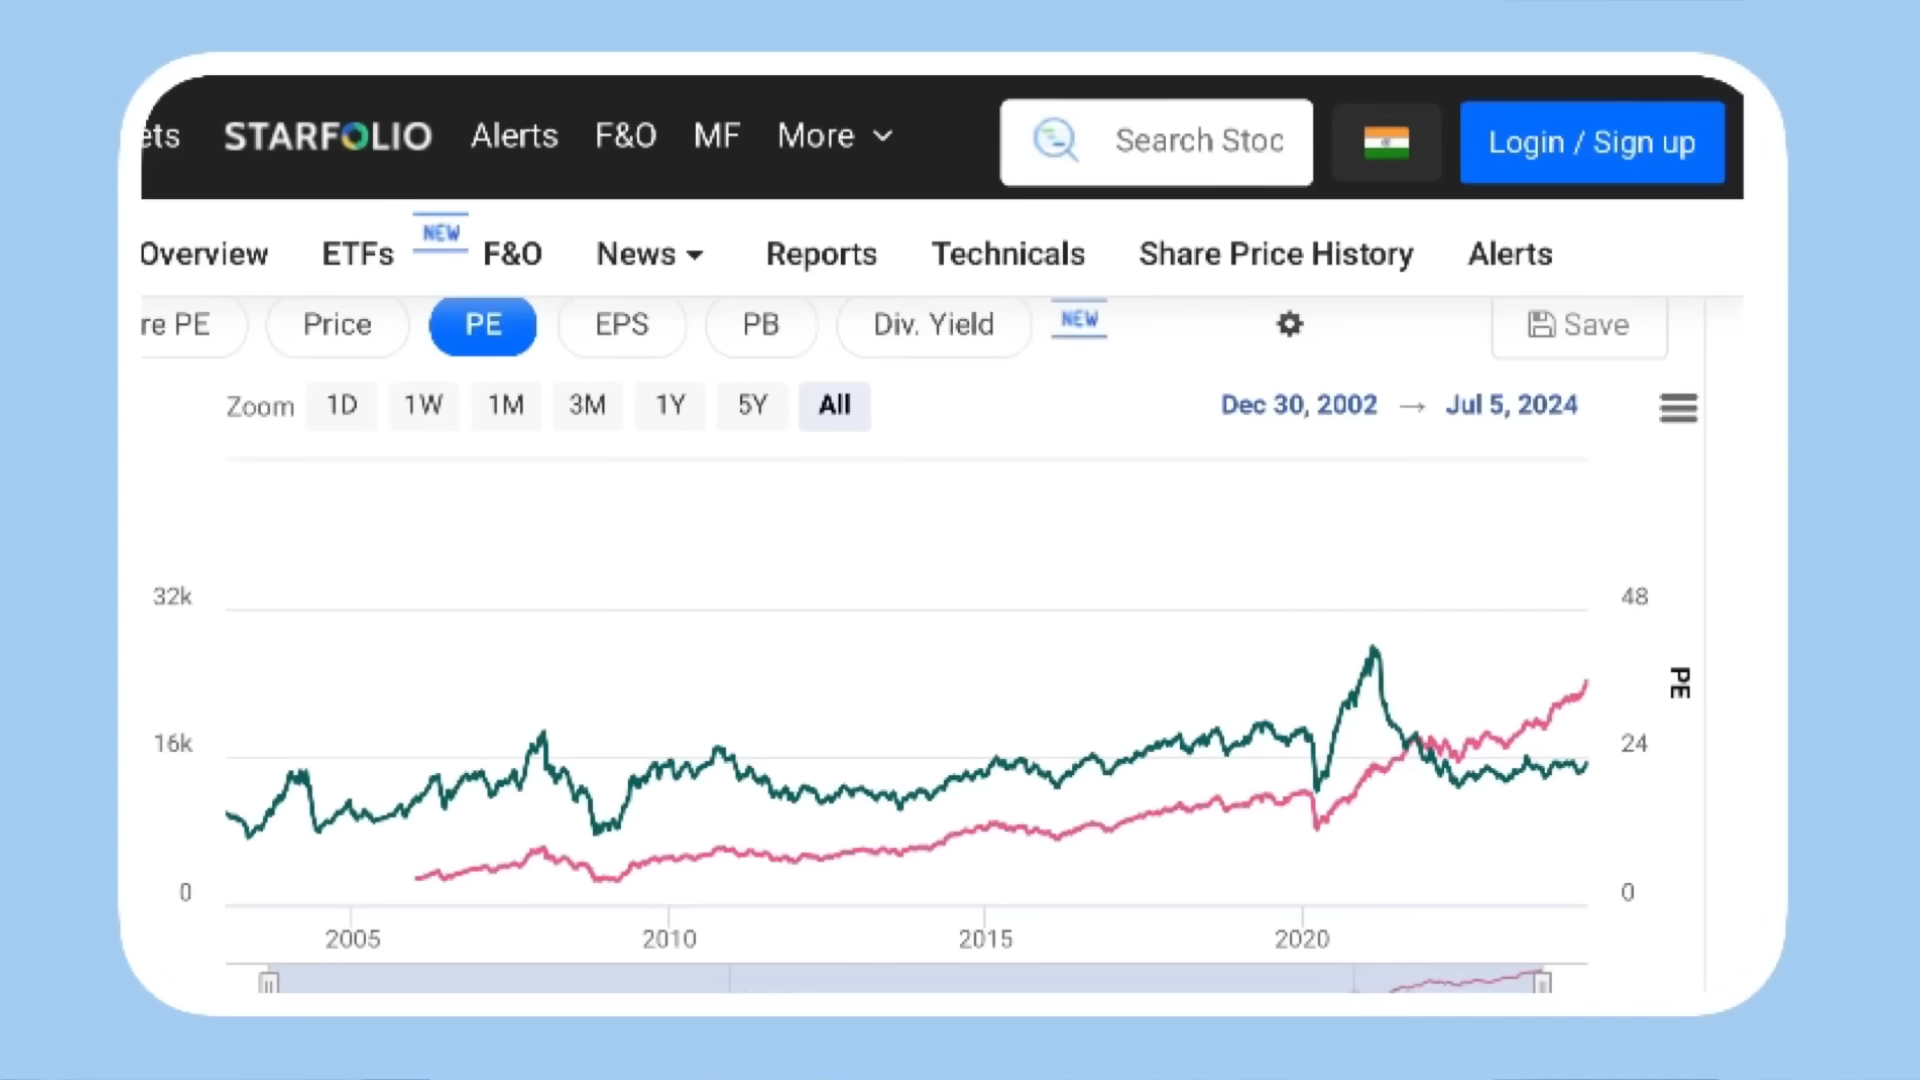 ets STARFOLIO Alerts F&O MF More Search Stoc Login / Sign up
Overview ETFs NEW F&O News Reports Technicals Share Price History Alerts
re PE Price PE EPS PB Div. Yield NEW Save
Zoom 1D 1W 1M 3M 1Y 5Y All Dec 30, 2002 → Jul 5, 2024
32k 48
PE
16k 24
0 0
2005 2010 2015 2020